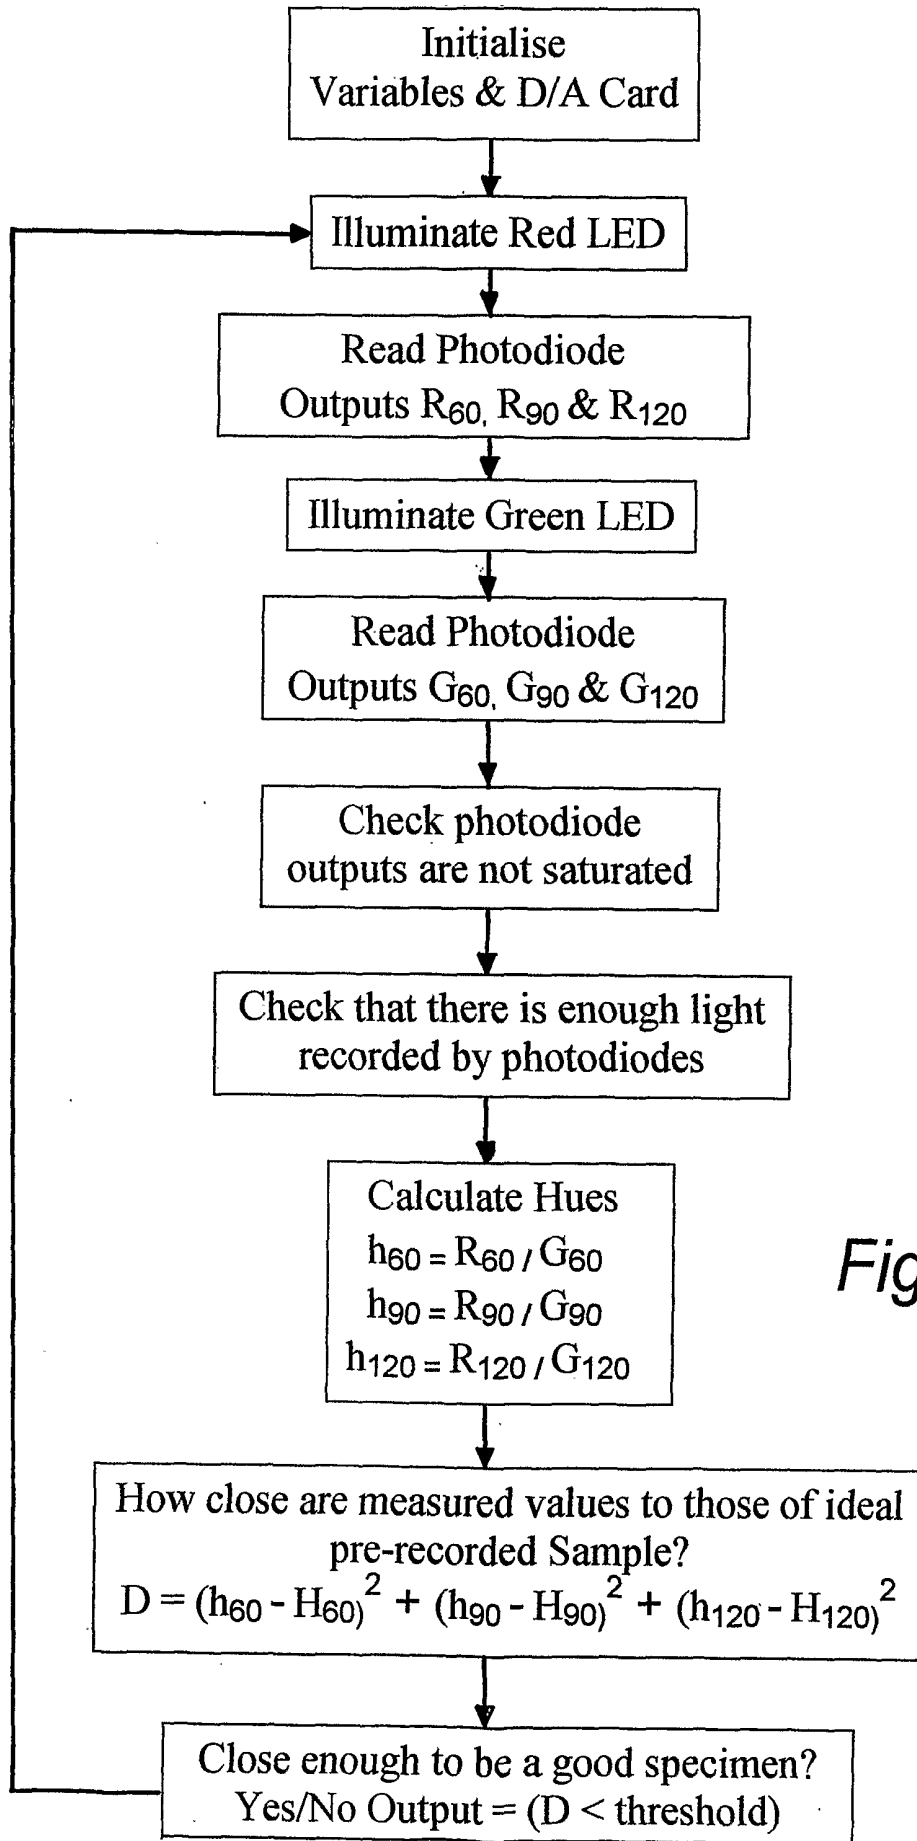 Initialise
Variables & D/A Card
Illuminate Red LED
Read Photodiode
Outputs R60, R90 & R120
Illuminate Green LED
Read Photodiode
Outputs G60, G90 & G120
Check photodiode
outputs are not saturated
Check that there is enough light
recorded by photodiodes
Calculate Hues
h60 = R60 / G60
h90 = R90 / G90
h120 = R120 / G120
Fig
How close are measured values to those of ideal
pre-recorded Sample?
D = (h60 - H60)² + (h90 - H90)² + (h120 - H120)²
Close enough to be a good specimen?
Yes/No Output = (D < threshold)